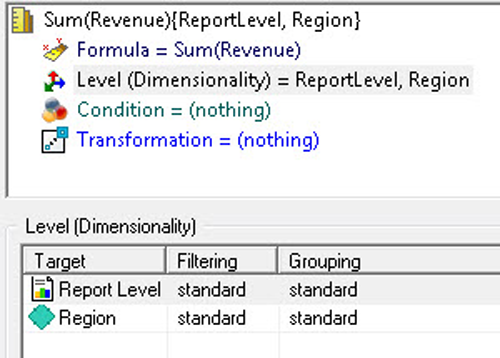 Sum(Revenue){ReportLevel, Region}
Formula = Sum(Revenue)
Level (Dimensionality) = ReportLevel, Region
Condition = (nothing)
Transformation = (nothing)
Level (Dimensionality)
Target Filtering Grouping
Report Level standard standard
Region standard standard